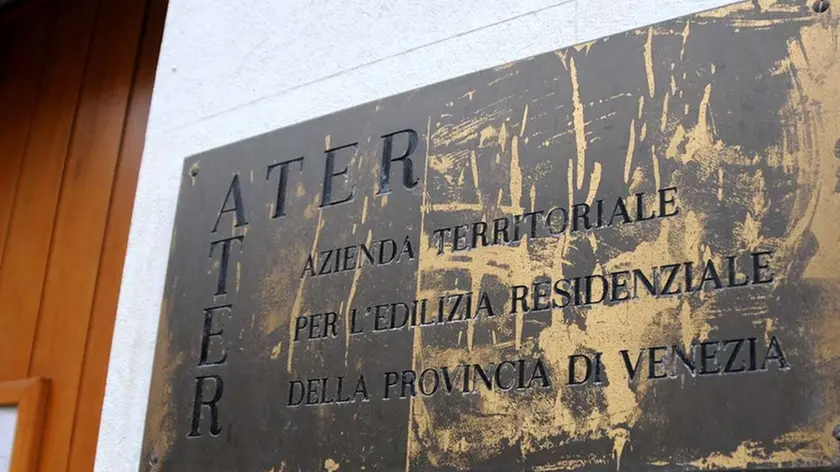 ATER
ATER
AZIENDA TERRITORIALE
PER L'EDILIZIA RESIDENZIALE
DELLA PROVINCIA DI VENEZIA